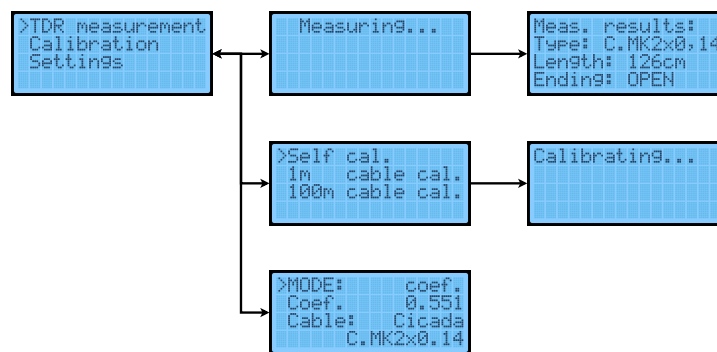 >TDR measurement
Calibration
Settings
Measuring...
Meas. results:
Type: C.MK2x0,14
Length: 126cm
Ending: OPEN
>Self cal.
1m cable cal.
100m cable cal.
Calibrating...
>MODE: coef.
Coef. 0.551
Cable: Cicada
C.MK2x0.14